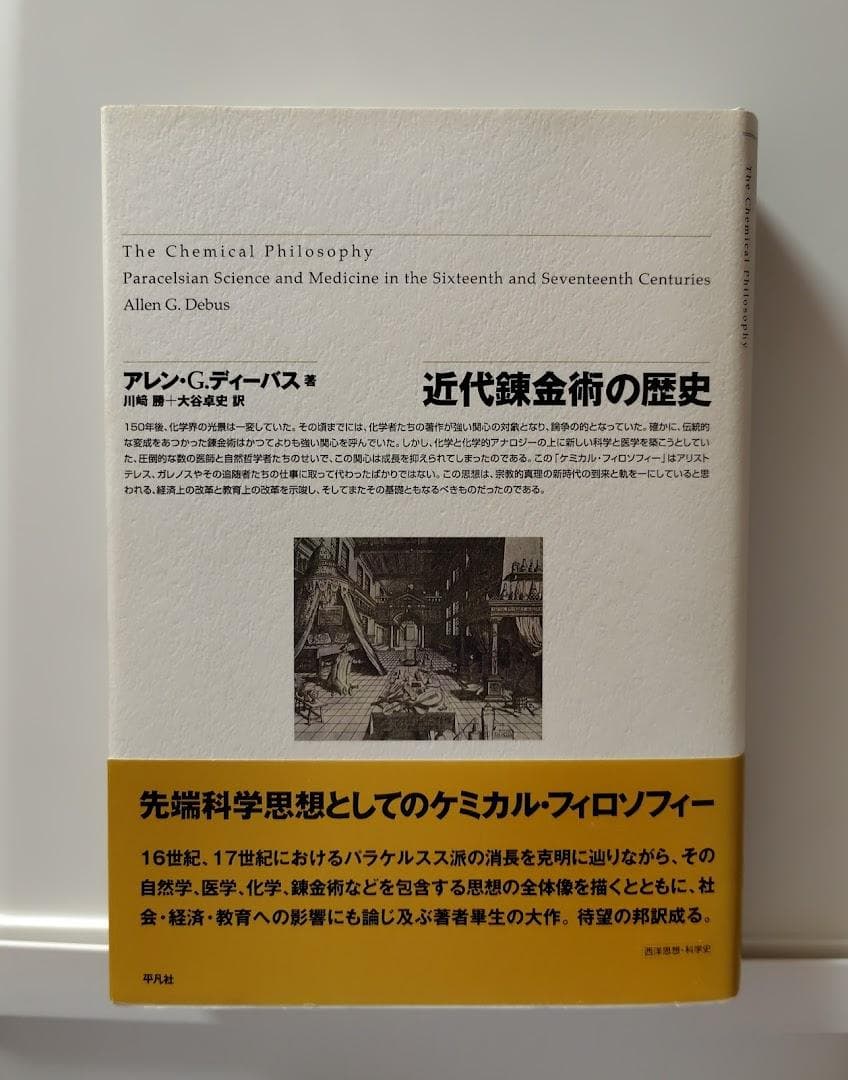 The Chemical Philosophy
Paracelsian Science and Medicine in the Sixteenth and Seventeenth Centuries
Allen G. Debus
アレン・G.ディーバス 著
川﨑 勝＋大谷卓史 訳
近代錬金術の歴史
150年後、化学界の光景は一変していた。その頃までには、化学者たちの著作が強い関心の対象となり、論争の的となっていた。確かに、伝統的
な変成をあつかった錬金術はかつてよりも強い関心を呼んでいた。しかし、化学と化学的アナロジーの上に新しい科学と医学を築こうとしてい
た、圧倒的な数の医師と自然哲学者たちのせいで、この関心は成長を抑えられてしまったのである。この「ケミカル・フィロソフィー」はアリスト
テレス、ガレノスやその追随者たちの仕事に取って代わったばかりではない。この思想は、宗教的真理の新時代の到来と軌を一にしていると思
われる、経済上の改革と教育上の改革を示唆し、そしてまたその基礎ともなるべきものだったのである。
先端科学思想としてのケミカル・フィロソフィー
16世紀、17世紀におけるパラケルスス派の消長を克明に辿りながら、その
自然学、医学、化学、錬金術などを包含する思想の全体像を描くとともに、社
会・経済・教育への影響にも論じ及ぶ著者畢生の大作。待望の邦訳成る。
西洋思想・科学史
平凡社
The Chemical Philosophy